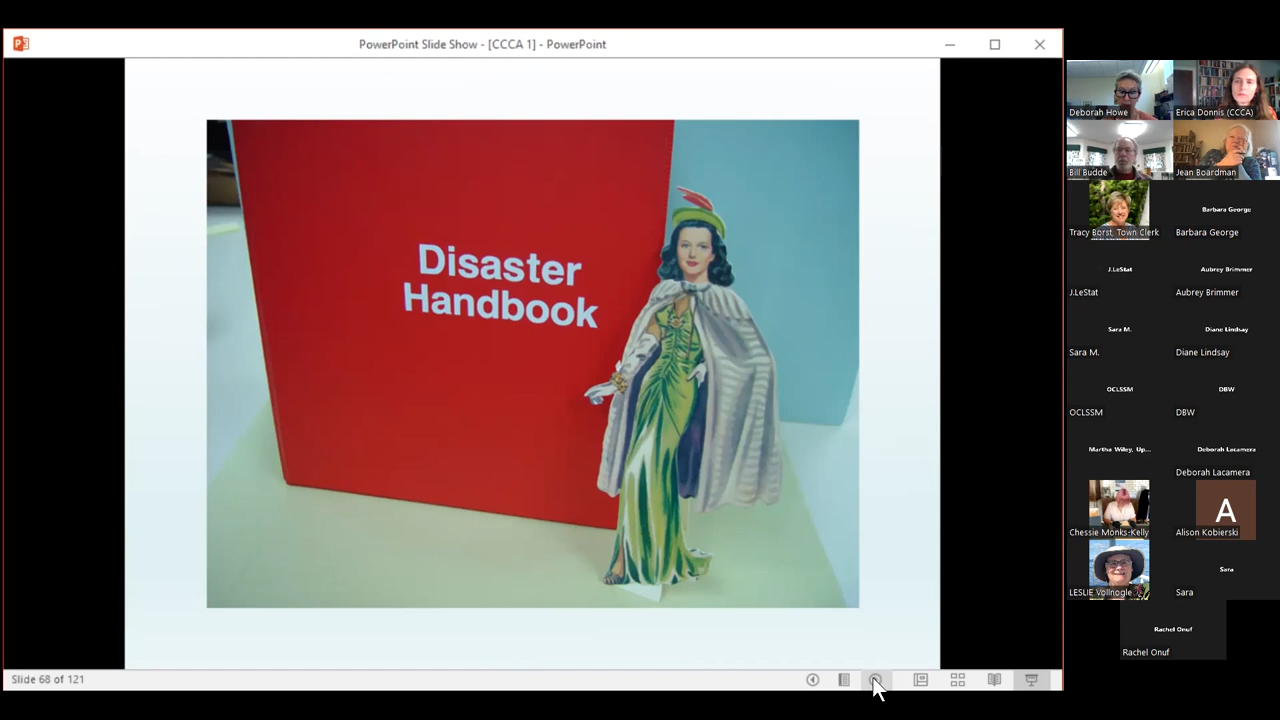 PowerPoint Slide Show - [CCCA 1] - PowerPoint
Disaster
Handbook
Slide 68 of 121
Deborah Howe
Erica Donnis (CCCA)
Bill Budde
Jean Boardman
Tracy Borst, Town Clerk
Barbara George
Barbara George
J.LeStat
J.LeStat
Aubrey Brimmer
Aubrey Brimmer
Sara M.
Sara M.
Diane Lindsay
Diane Lindsay
OCLSSM
OCLSSM
DBW
DBW
Martha Wiley, Up...
Deborah Lacamera
Deborah Lacamera
Chessie Monks-Kelly
A
Alison Kobierski
LESLIE Vollnogle
Sara
Sara
Rachel Onuf
Rachel Onuf